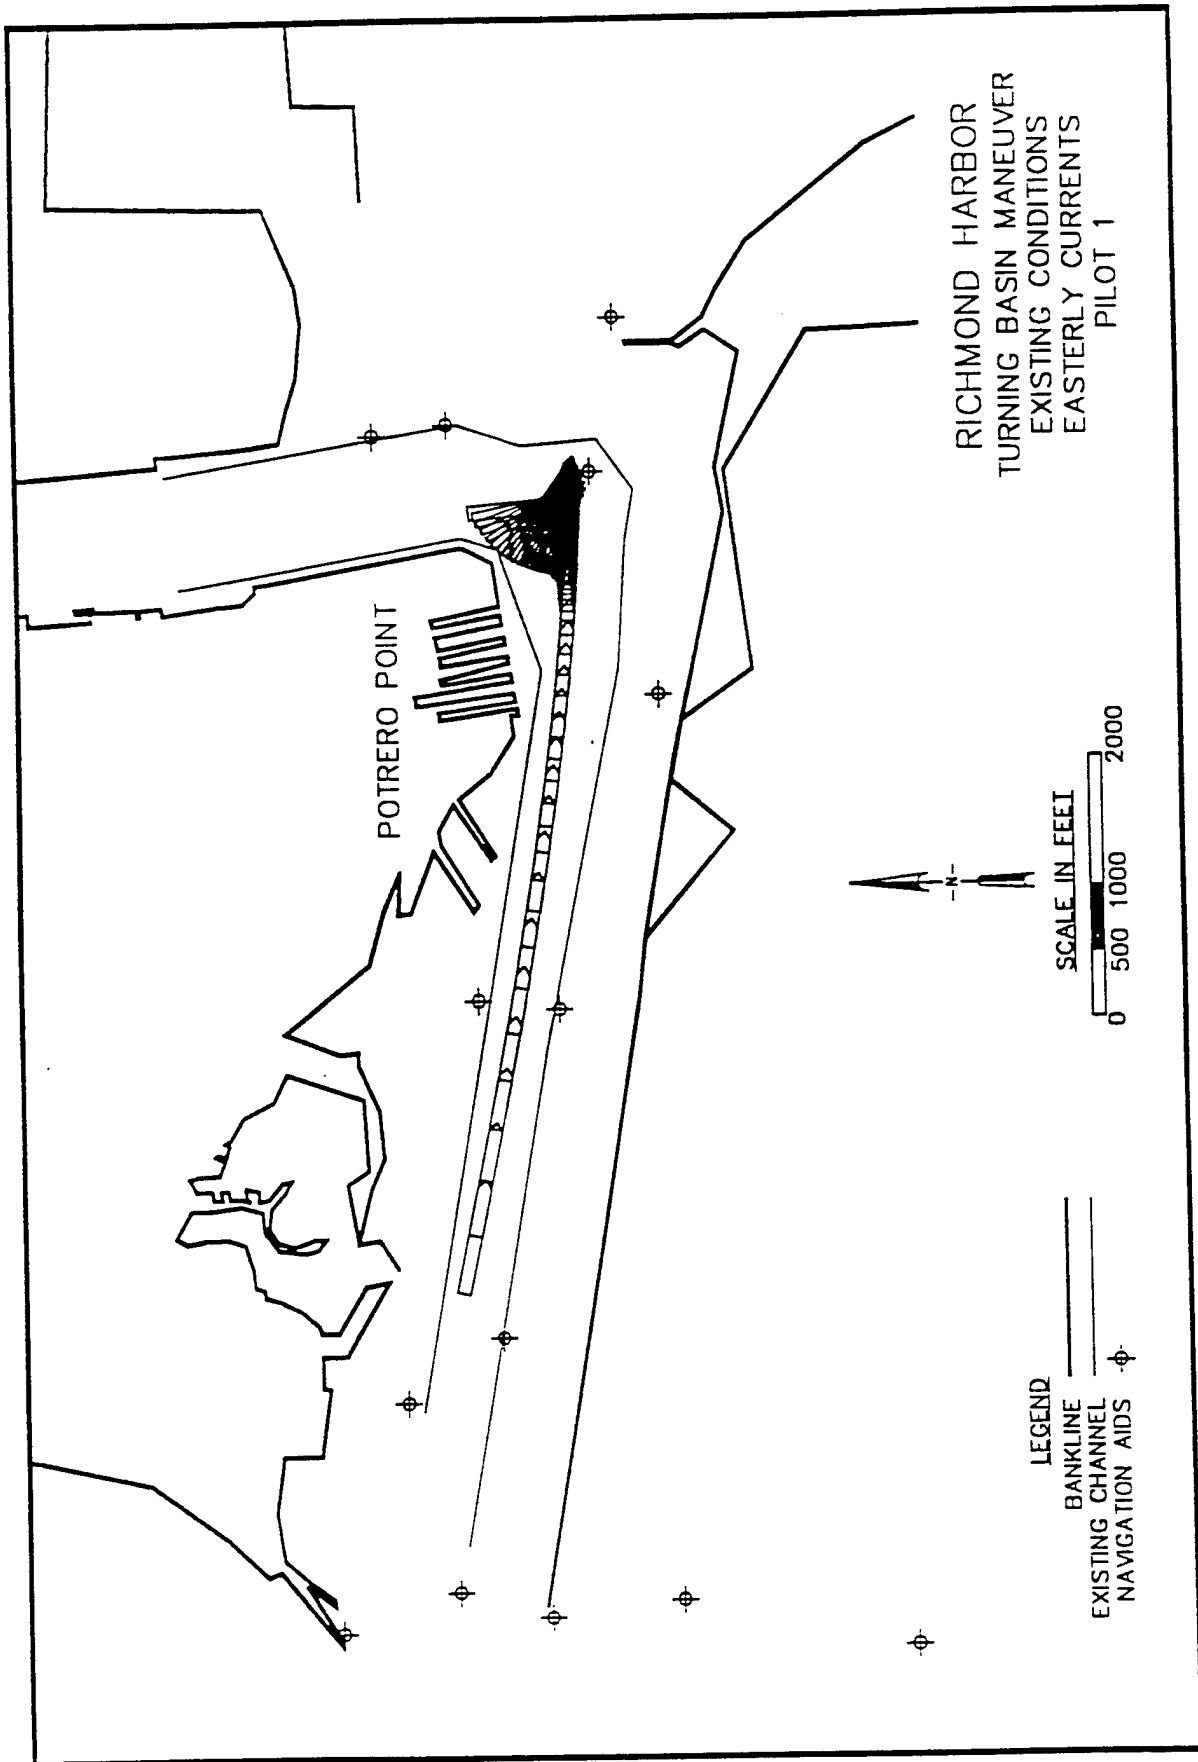 POTRERO POINT
RICHMOND HARBOR
TURNING BASIN MANEUVER
EXISTING CONDITIONS
EASTERLY CURRENTS
PILOT 1
-N-
SCALE IN FEET
0 500 1000 2000
LEGEND
BANKLINE
EXISTING CHANNEL
NAVIGATION AIDS